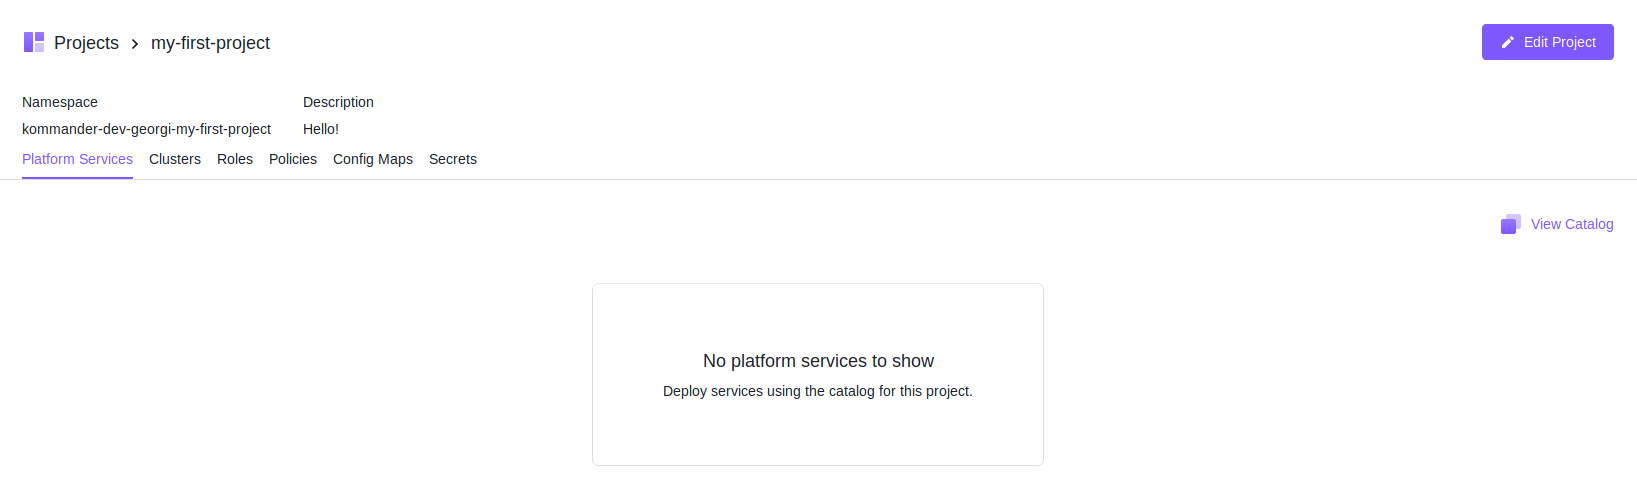 Projects > my-first-project
Edit Project
Namespace Description
kommander-dev-georgi-my-first-project Hello!
Platform Services Clusters Roles Policies Config Maps Secrets
View Catalog
No platform services to show
Deploy services using the catalog for this project.